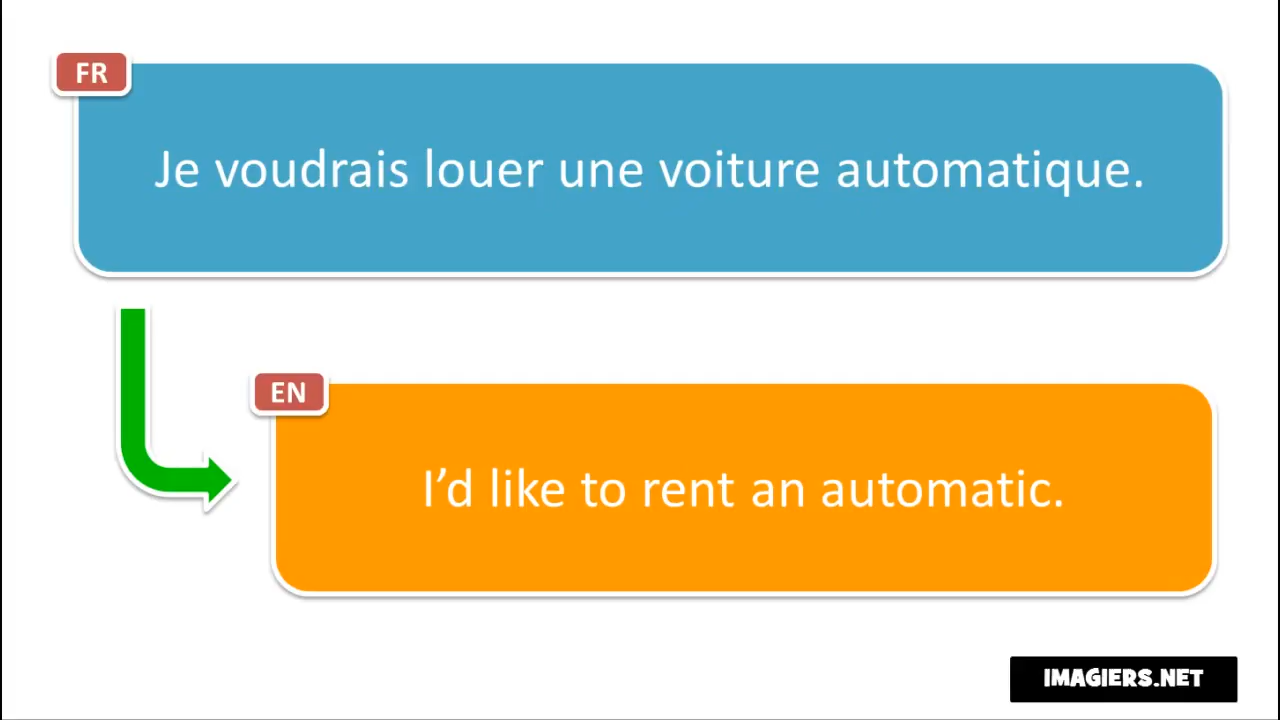 FR
Je voudrais louer une voiture automatique.
EN
I’d like to rent an automatic.
IMAGIERS.NET